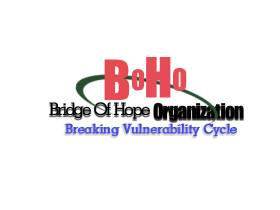 BoHo
Bridge Of Hope Organization
Breaking Vulnerability Cycle